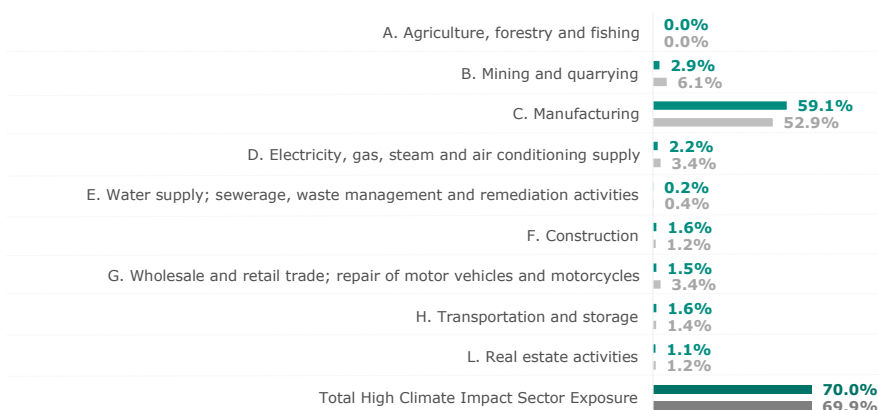 A. Agriculture, forestry and fishing
0.0%
0.0%
B. Mining and quarrying
2.9%
6.1%
C. Manufacturing
59.1%
52.9%
D. Electricity, gas, steam and air conditioning supply
2.2%
3.4%
E. Water supply; sewerage, waste management and remediation activities
0.2%
0.4%
F. Construction
1.6%
1.2%
G. Wholesale and retail trade; repair of motor vehicles and motorcycles
1.5%
3.4%
H. Transportation and storage
1.6%
1.4%
L. Real estate activities
1.1%
1.2%
Total High Climate Impact Sector Exposure
70.0%
69.9%